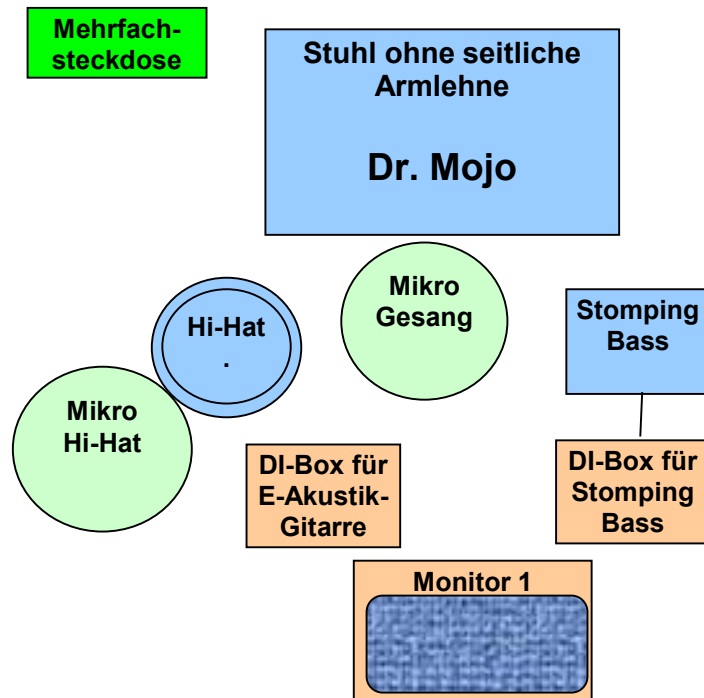 Mehrfach-
steckdose
Stuhl ohne seitliche
Armlehne
Dr. Mojo
Mikro
Gesang
Hi-Hat
.
Stomping
Bass
Mikro
Hi-Hat
DI-Box für
E-Akustik-
Gitarre
DI-Box für
Stomping
Bass
Monitor 1